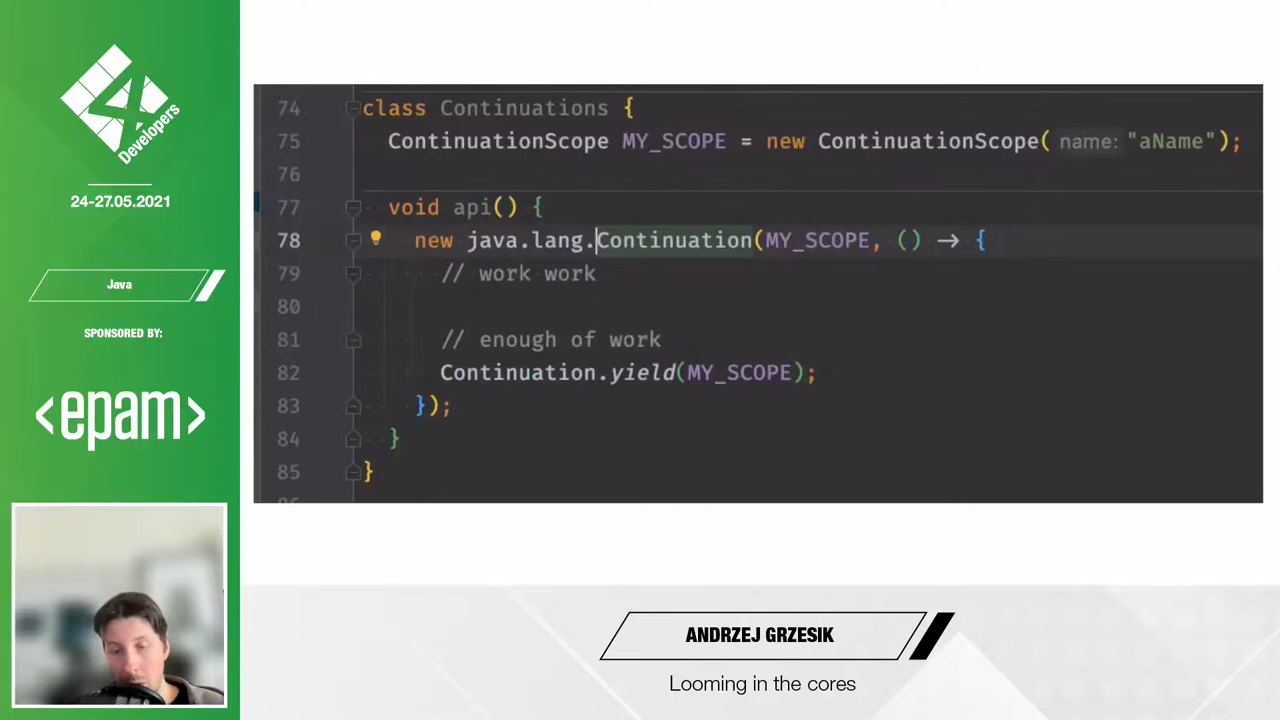 4
Developers
24-27.05.2021
Java
SPONSORED BY:
<epam>
74 class Continuations {
75 ContinuationScope MY_SCOPE = new ContinuationScope( name: "aName");
76
77 void api() {
78 new java.lang.Continuation(MY_SCOPE, () → {
79 // work work
80
81 // enough of work
82 Continuation.yield(MY_SCOPE);
83 });
84 }
85 }
ANDRZEJ GRZESIK
Looming in the cores